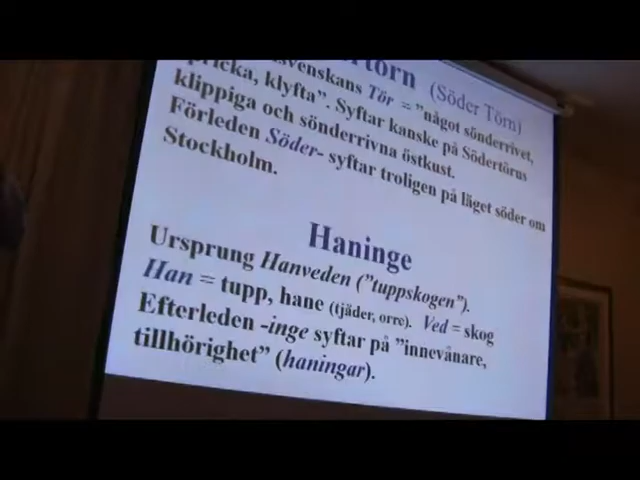 törn (Söder Törn)
svenskans Tör = "något sönderrivet,
spricka, klyfta". Syftar kanske på Södertörns
klippiga och sönderrivna östkust.
Förleden Söder- syftar troligen på läget söder om
Stockholm.
Haninge
Ursprung Hanveden ("tuppskogen").
Han = tupp, hane (tjäder, orre). Ved = skog
Efterleden -inge syftar på "innevånare,
tillhörighet" (haningar).